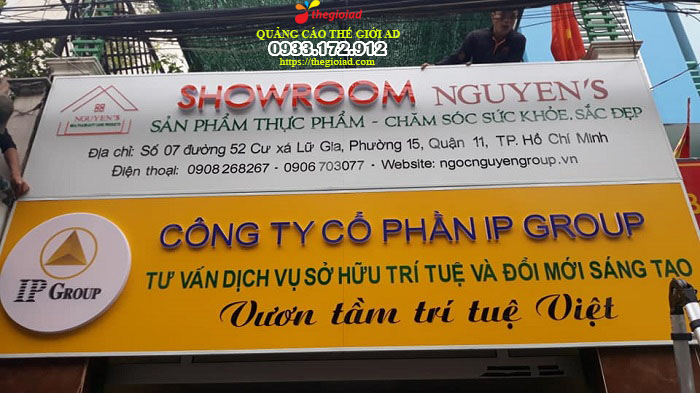 thegioiad
QUẢNG CÁO THẾ GIỚI AD
0933.172.912
https://thegioiad.com
NGUYEN'S
SHOWROOM NGUYEN'S
SẢN PHẨM THỰC PHẨM - CHĂM SÓC SỨC KHỎE, SẮC ĐẸP
Địa chỉ: Số 07 đường 52 Cư xá Lữ Gia, Phường 15, Quận 11, TP. Hồ Chí Minh
Điện thoại: 0908 268267 - 0906 703077 - Website: ngocnguyengroup.vn
CÔNG TY CỔ PHẦN IP GROUP
IP GROUP
TƯ VẤN DỊCH VỤ SỞ HỮU TRÍ TUỆ VÀ ĐỔI MỚI SÁNG TẠO
Vươn tầm trí tuệ Việt